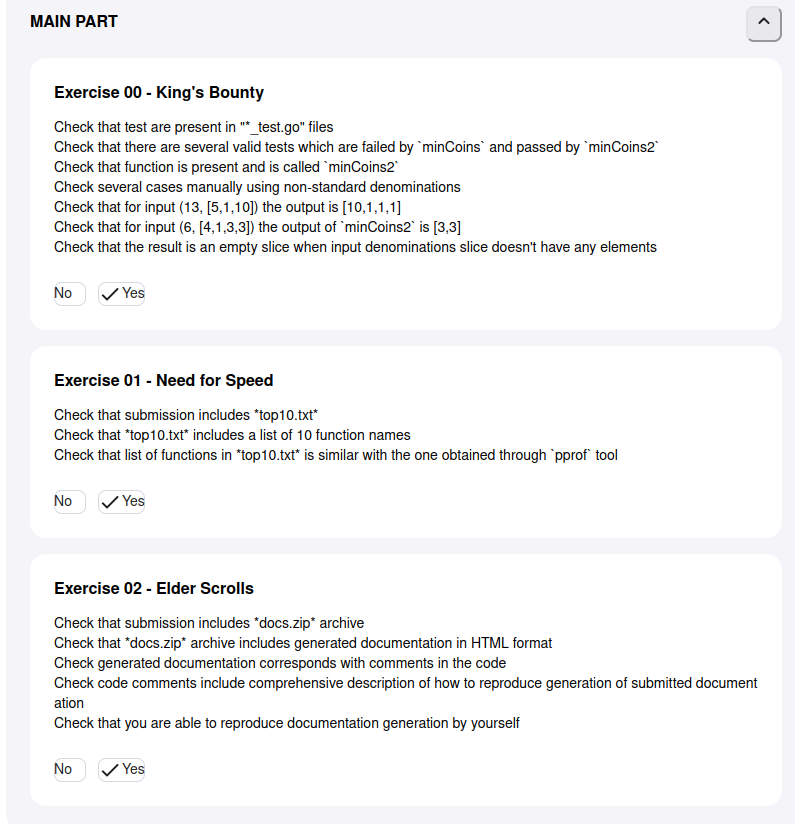 MAIN PART
Exercise 00 - King's Bounty
Check that test are present in "*_test.go" files
Check that there are several valid tests which are failed by `minCoins` and passed by `minCoins2`
Check that function is present and is called `minCoins2`
Check several cases manually using non-standard denominations
Check that for input (13, [5,1,10]) the output is [10,1,1,1]
Check that for input (6, [4,1,3,3]) the output of `minCoins2` is [3,3]
Check that the result is an empty slice when input denominations slice doesn't have any elements
No Yes
Exercise 01 - Need for Speed
Check that submission includes *top10.txt*
Check that *top10.txt* includes a list of 10 function names
Check that list of functions in *top10.txt* is similar with the one obtained through `pprof` tool
No Yes
Exercise 02 - Elder Scrolls
Check that submission includes *docs.zip* archive
Check that *docs.zip* archive includes generated documentation in HTML format
Check generated documentation corresponds with comments in the code
Check code comments include comprehensive description of how to reproduce generation of submitted document
ation
Check that you are able to reproduce documentation generation by yourself
No Yes